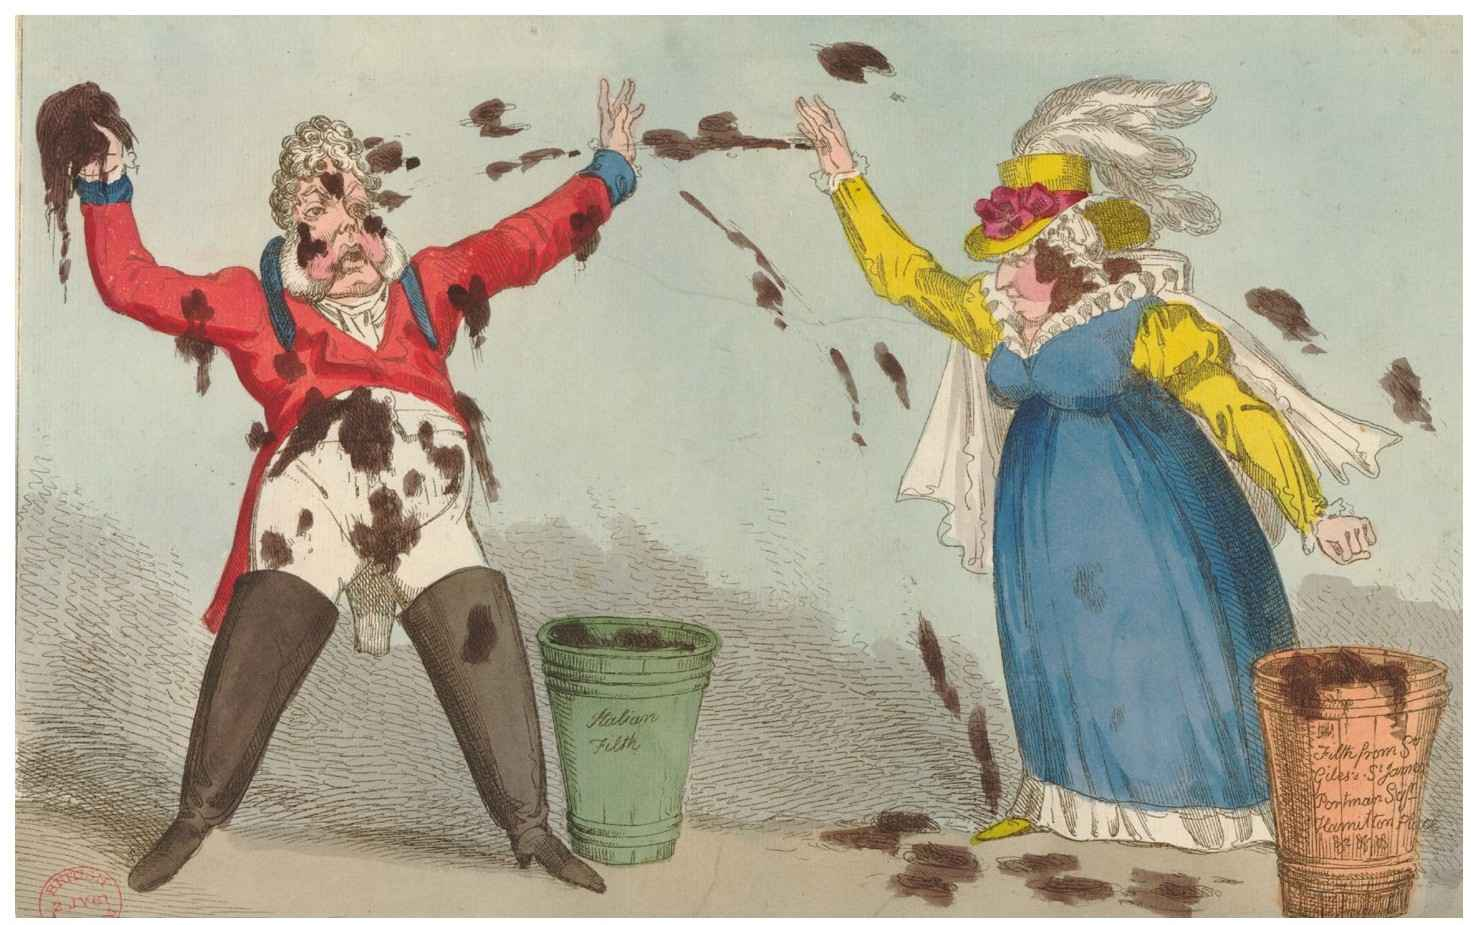 Italian
Filth
Filth from St
Giles's. St James
Portman Sqr
Hamilton Place